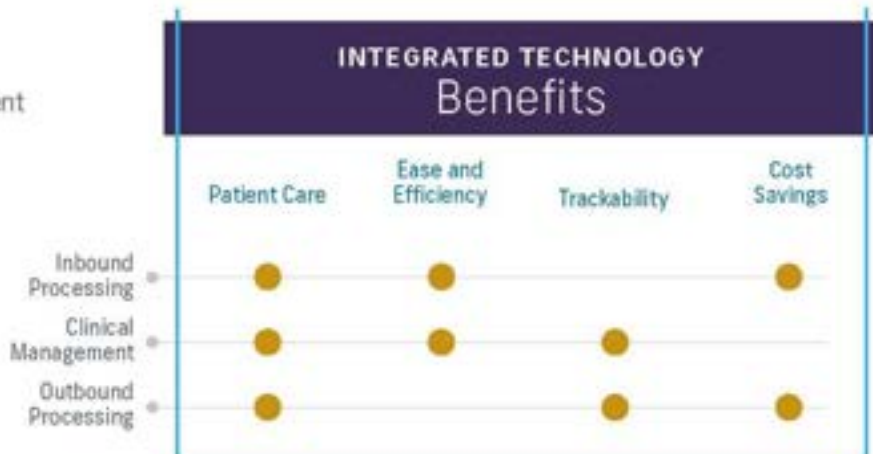 INTEGRATED TECHNOLOGY
Benefits
nt
Patient Care
Ease and
Efficiency
Trackability
Cost
Savings
Inbound
Processing
Clinical
Management
Outbound
Processing